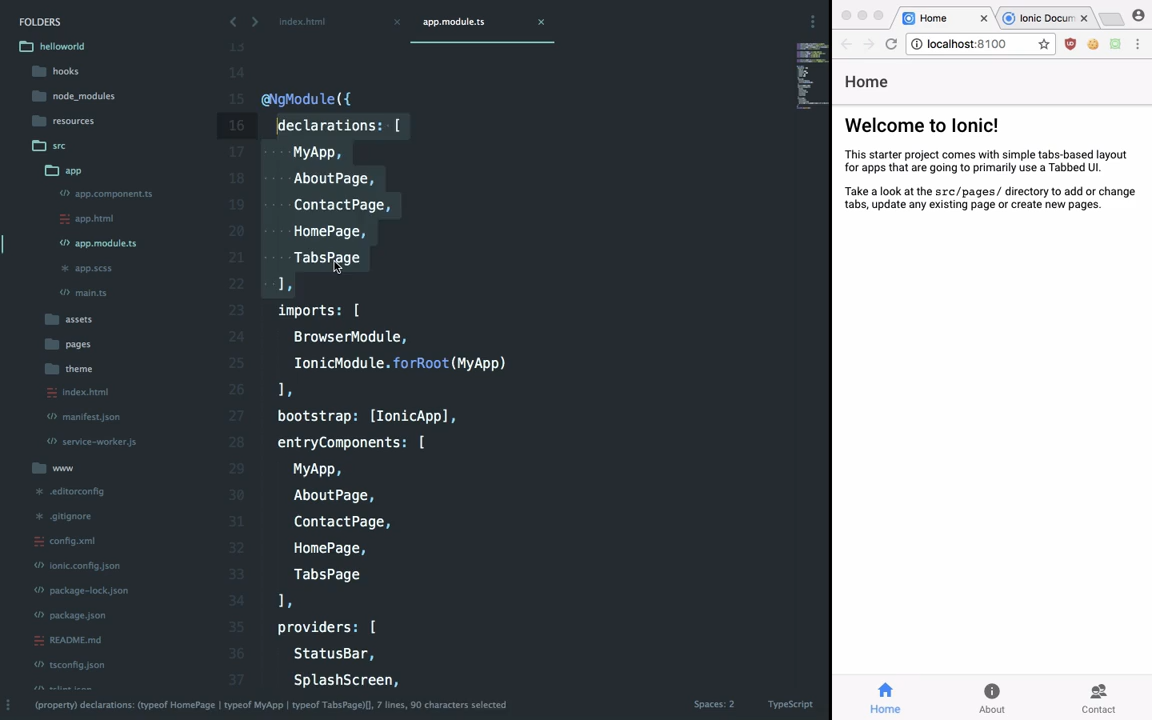 FOLDERS
helloworld
hooks
node_modules
resources
src
app
app.component.ts
app.html
app.module.ts
app.scss
main.ts
assets
pages
theme
index.html
manifest.json
service-worker.js
www
.editorconfig
.gitignore
config.xml
ionic.config.json
package-lock.json
package.json
README.md
tsconfig.json
tslint.json
index.html
app.module.ts
13
14
15 @NgModule({
16 declarations: [
17 MyApp,
18 AboutPage,
19 ContactPage,
20 HomePage,
21 TabsPage
22 ],
23 imports: [
24 BrowserModule,
25 IonicModule.forRoot(MyApp)
26 ],
27 bootstrap: [IonicApp],
28 entryComponents: [
29 MyApp,
30 AboutPage,
31 ContactPage,
32 HomePage,
33 TabsPage
34 ],
35 providers: [
36 StatusBar,
37 SplashScreen,
(property) declarations: (typeof HomePage | typeof MyApp | typeof TabsPage)[], 7 lines, 90 characters selected
Spaces: 2
TypeScript
Home
Ionic Docum
localhost:8100
Home
Welcome to Ionic!
This starter project comes with simple tabs-based layout
for apps that are going to primarily use a Tabbed UI.
Take a look at the src/pages/ directory to add or change
tabs, update any existing page or create new pages.
Home
About
Contact